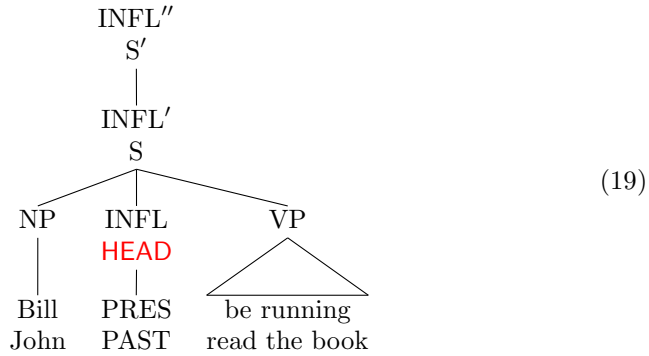 INFL″
S′
INFL′
S
(19)
NP INFL VP
HEAD
Bill PRES be running
John PAST read the book